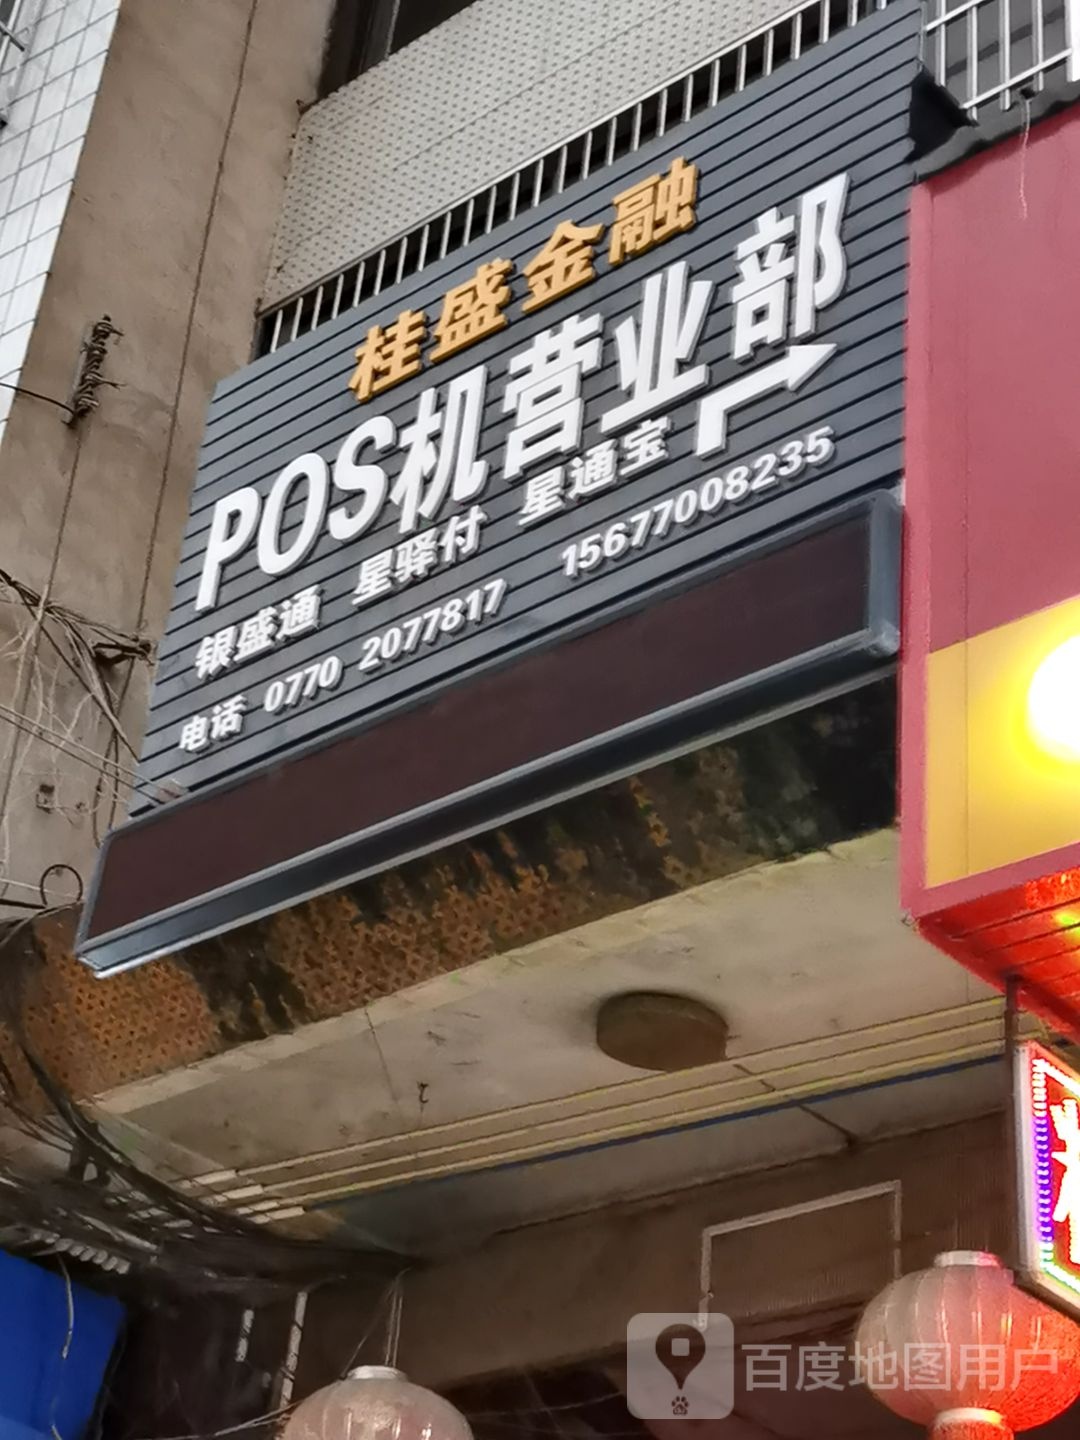 桂盛金融
POS机营业部
银盛通 星驿付 星通宝
电话 0770 2077817 15677008235
百度地图用户